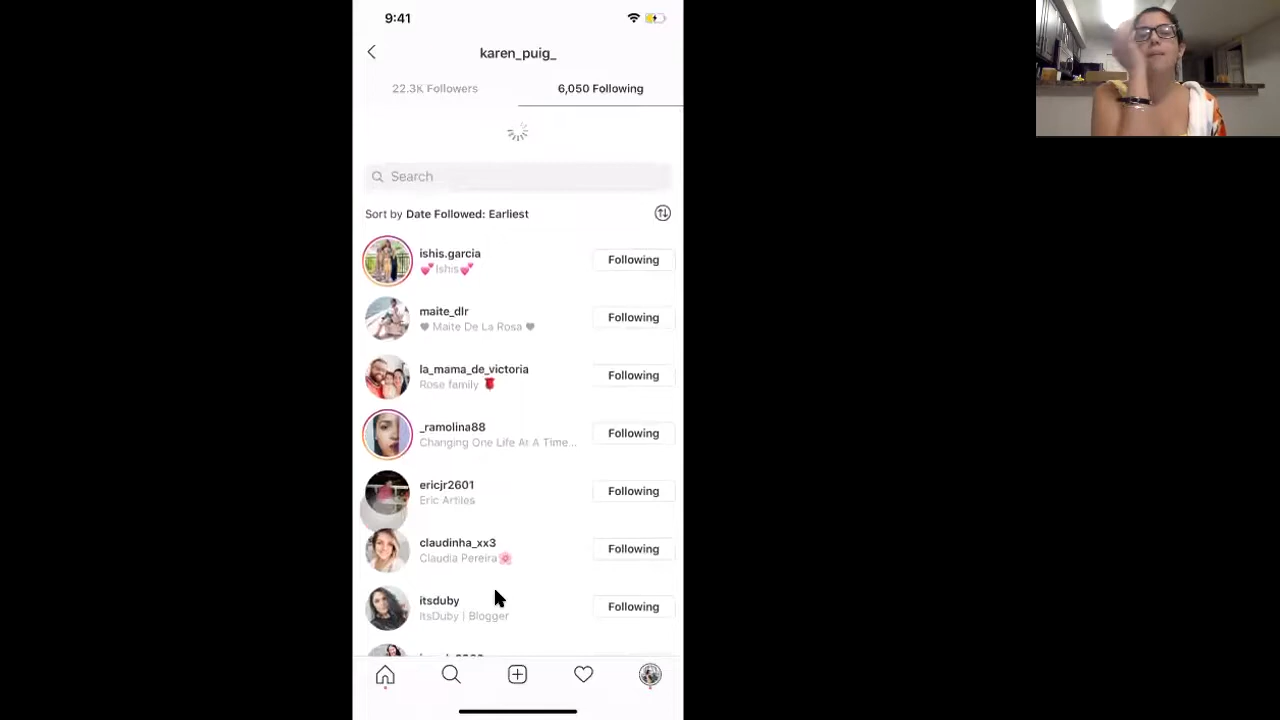 9:41
karen_puig_
22.3K Followers 6,050 Following
Search
Sort by Date Followed: Earliest
ishis.garcia
💕Ishis💕
Following
maite_dlr
♥ Maite De La Rosa ♥
Following
la_mama_de_victoria
Rose family 🌹
Following
_ramolina88
Changing One Life At A Time...
Following
ericjr2601
Eric Artiles
Following
claudinha_xx3
Claudia Pereira🌸
Following
itsduby
ItsDuby | Blogger
Following